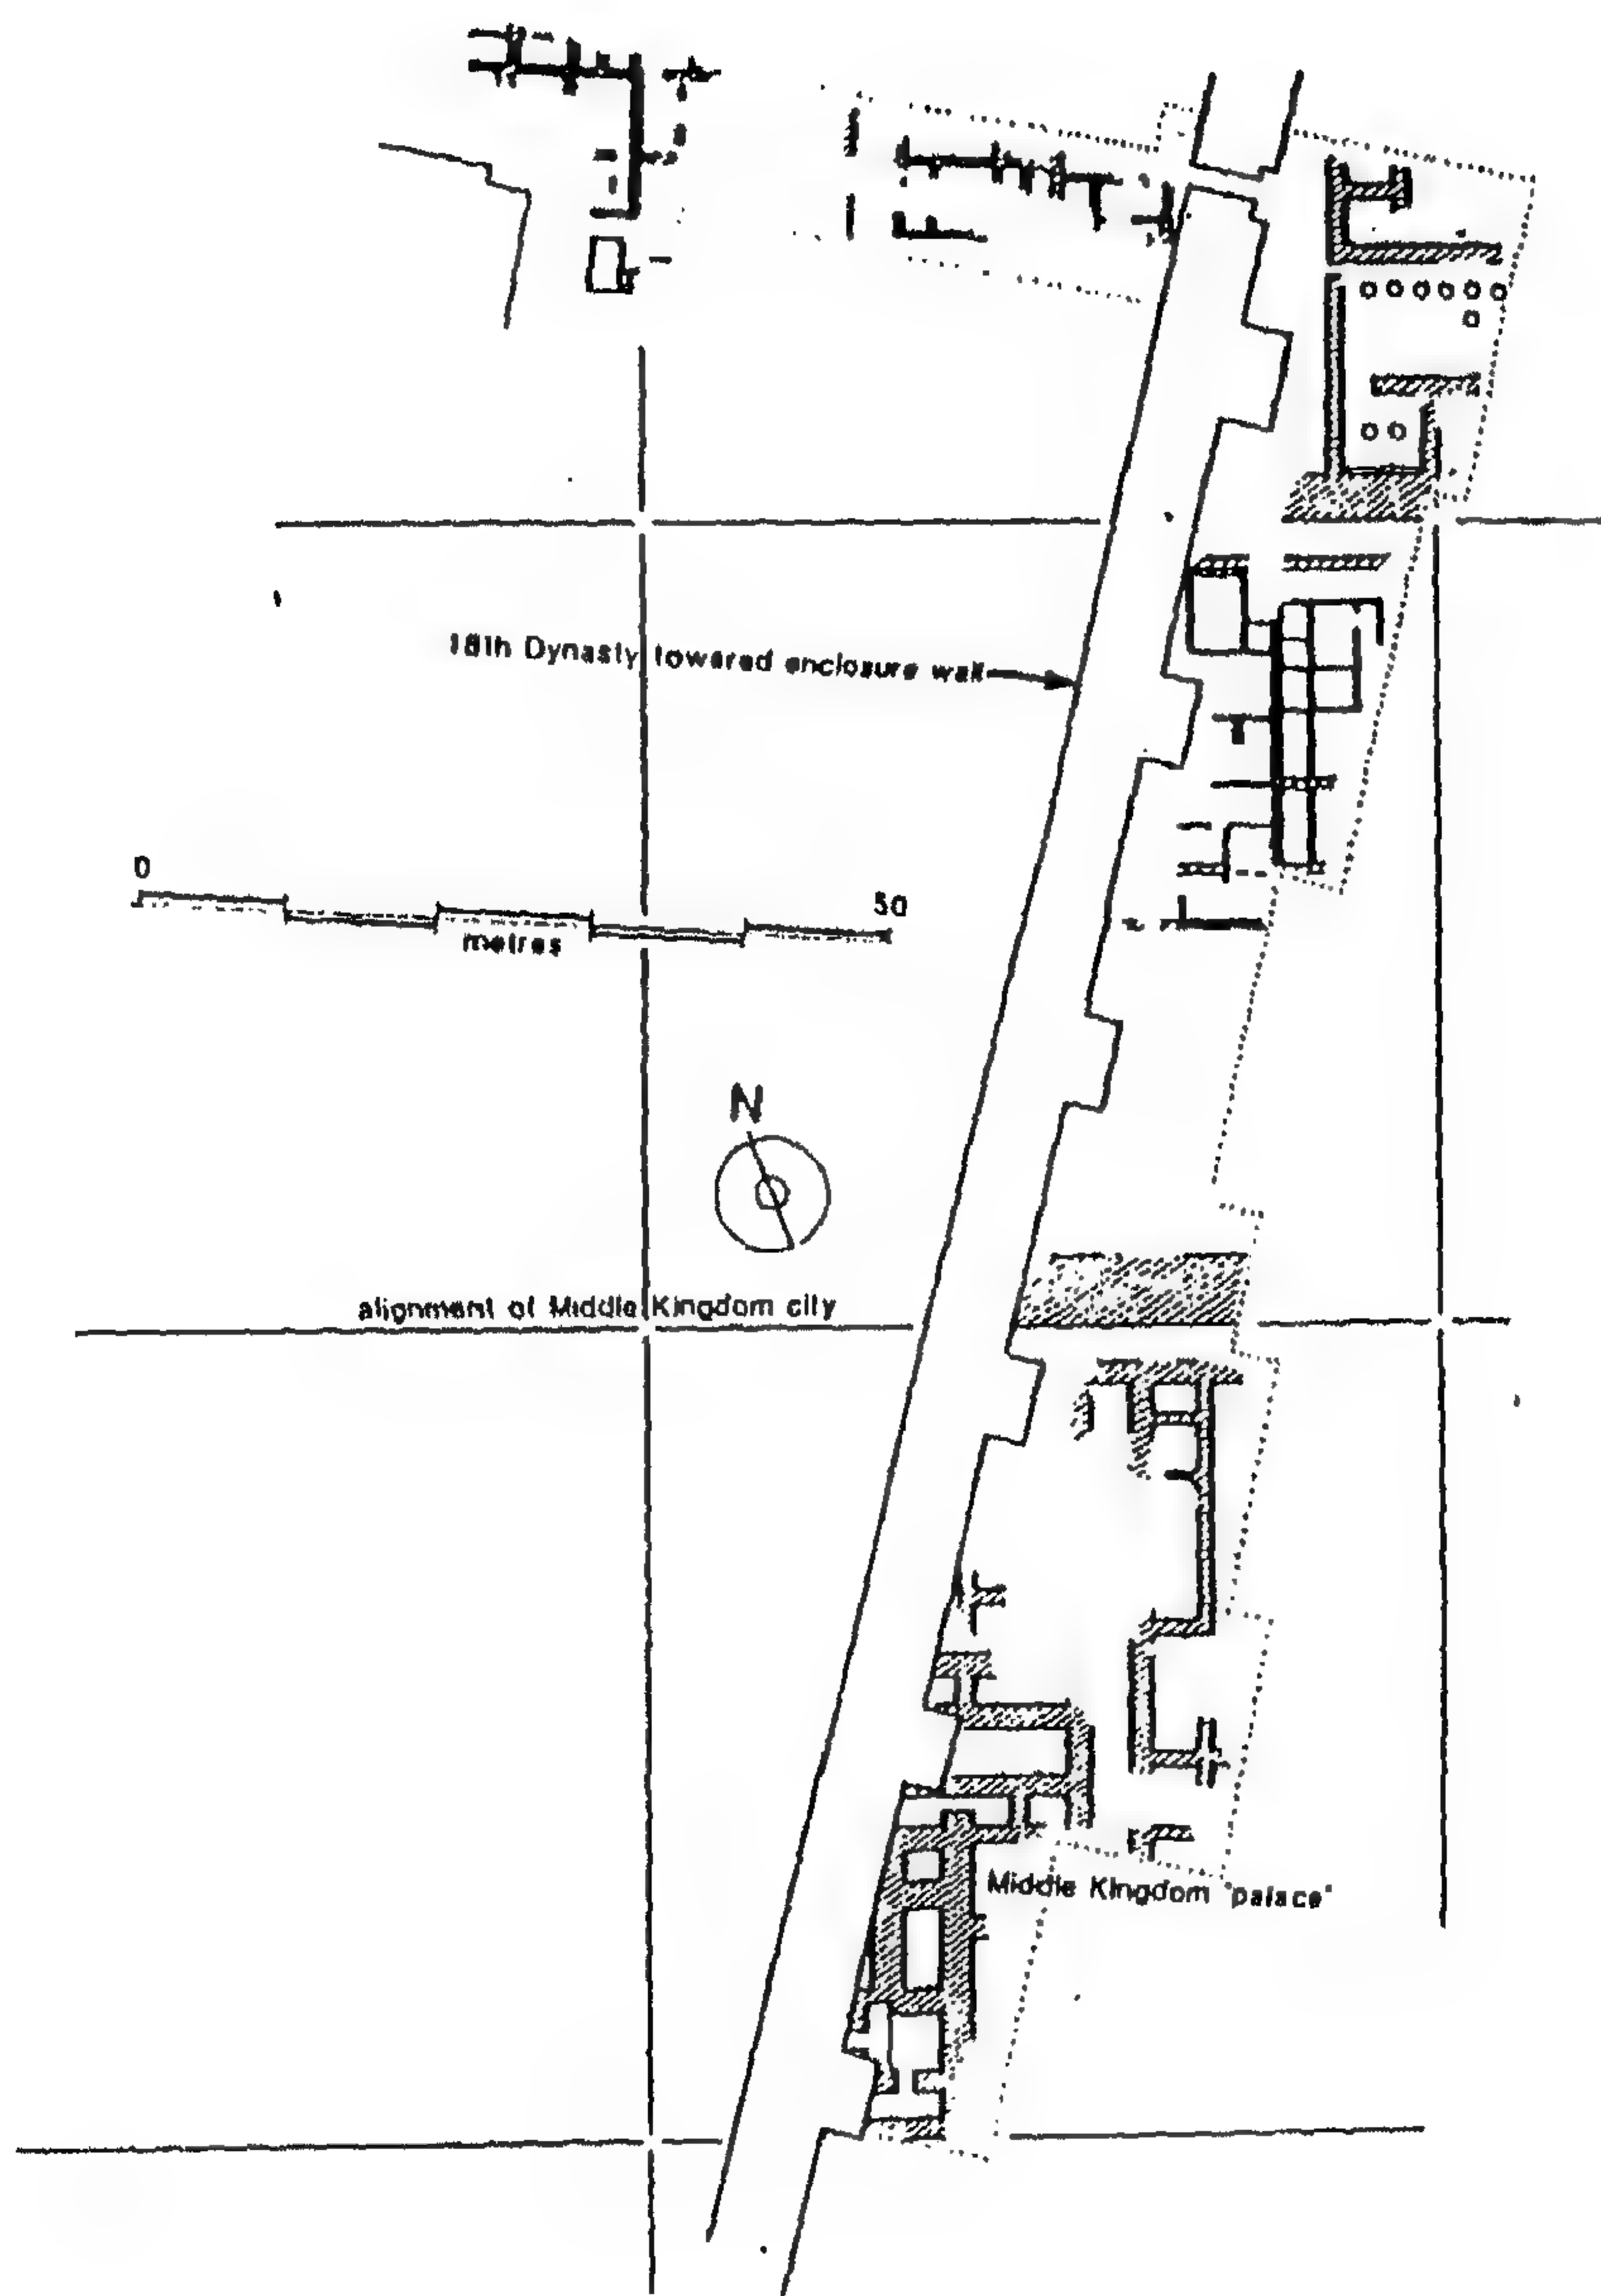 18th Dynasty towered enclosure wall
0
50
metres
N
alignment of Middle Kingdom city
Middle Kingdom 'palace'